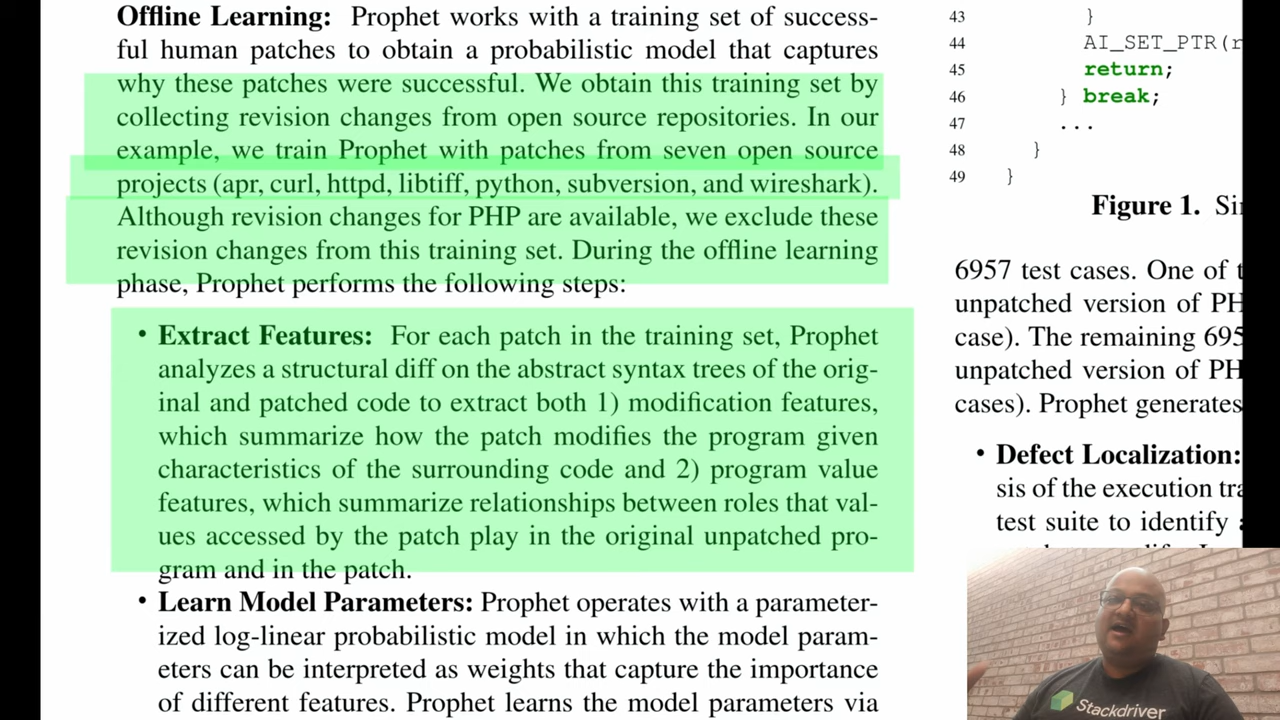 Offline Learning: Prophet works with a training set of success-
ful human patches to obtain a probabilistic model that captures
why these patches were successful. We obtain this training set by
collecting revision changes from open source repositories. In our
example, we train Prophet with patches from seven open source
projects (apr, curl, httpd, libtiff, python, subversion, and wireshark).
Although revision changes for PHP are available, we exclude these
revision changes from this training set. During the offline learning
phase, Prophet performs the following steps:
• Extract Features: For each patch in the training set, Prophet
analyzes a structural diff on the abstract syntax trees of the orig-
inal and patched code to extract both 1) modification features,
which summarize how the patch modifies the program given
characteristics of the surrounding code and 2) program value
features, which summarize relationships between roles that val-
ues accessed by the patch play in the original unpatched pro-
gram and in the patch.
• Learn Model Parameters: Prophet operates with a parameter-
ized log-linear probabilistic model in which the model param-
eters can be interpreted as weights that capture the importance
of different features. Prophet learns the model parameters via
43 }
44 AI_SET_PTR(r
45 return;
46 } break;
47 ...
48 }
49 }
Figure 1. Si
6957 test cases. One of t
unpatched version of PH
case). The remaining 695
unpatched version of PH
cases). Prophet generates
• Defect Localization:
sis of the execution tra
test suite to identify
Stackdriver